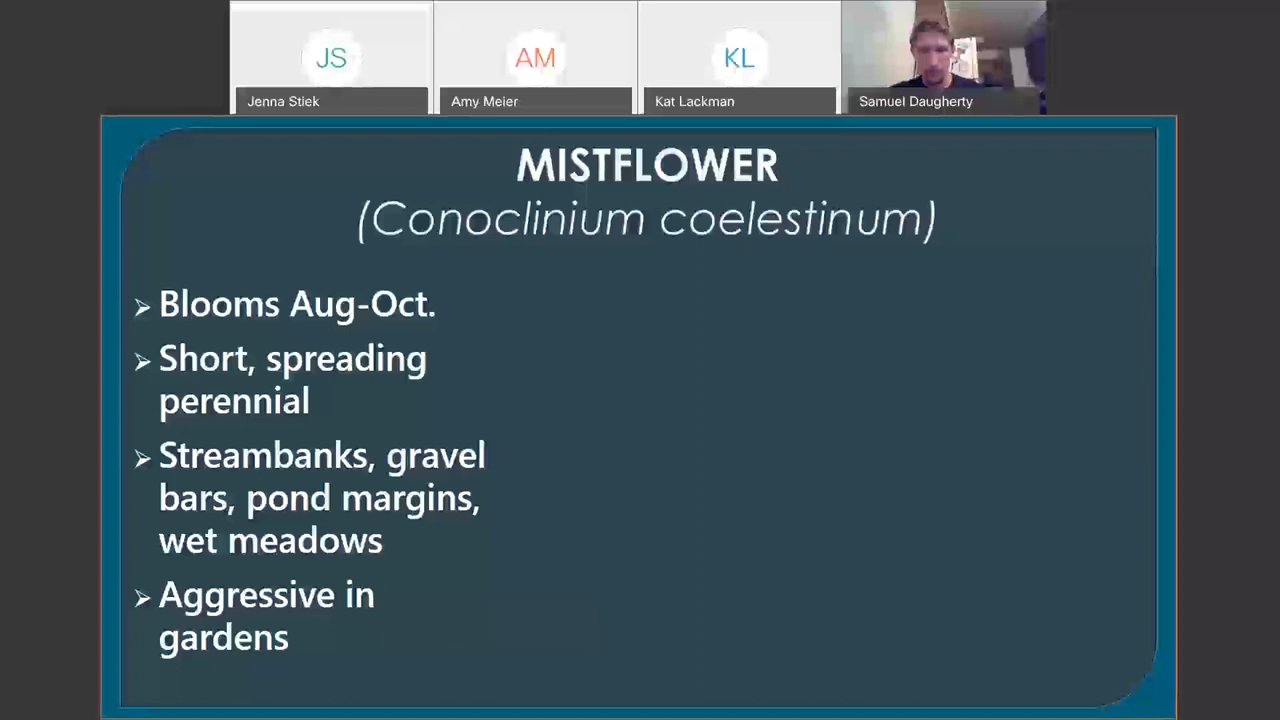 JS
AM
KL
Jenna Stiek
Amy Meier
Kat Lackman
Samuel Daugherty
MISTFLOWER
(Conoclinium coelestinum)
➢ Blooms Aug-Oct.
➢ Short, spreading
perennial
➢ Streambanks, gravel
bars, pond margins,
wet meadows
➢ Aggressive in
gardens